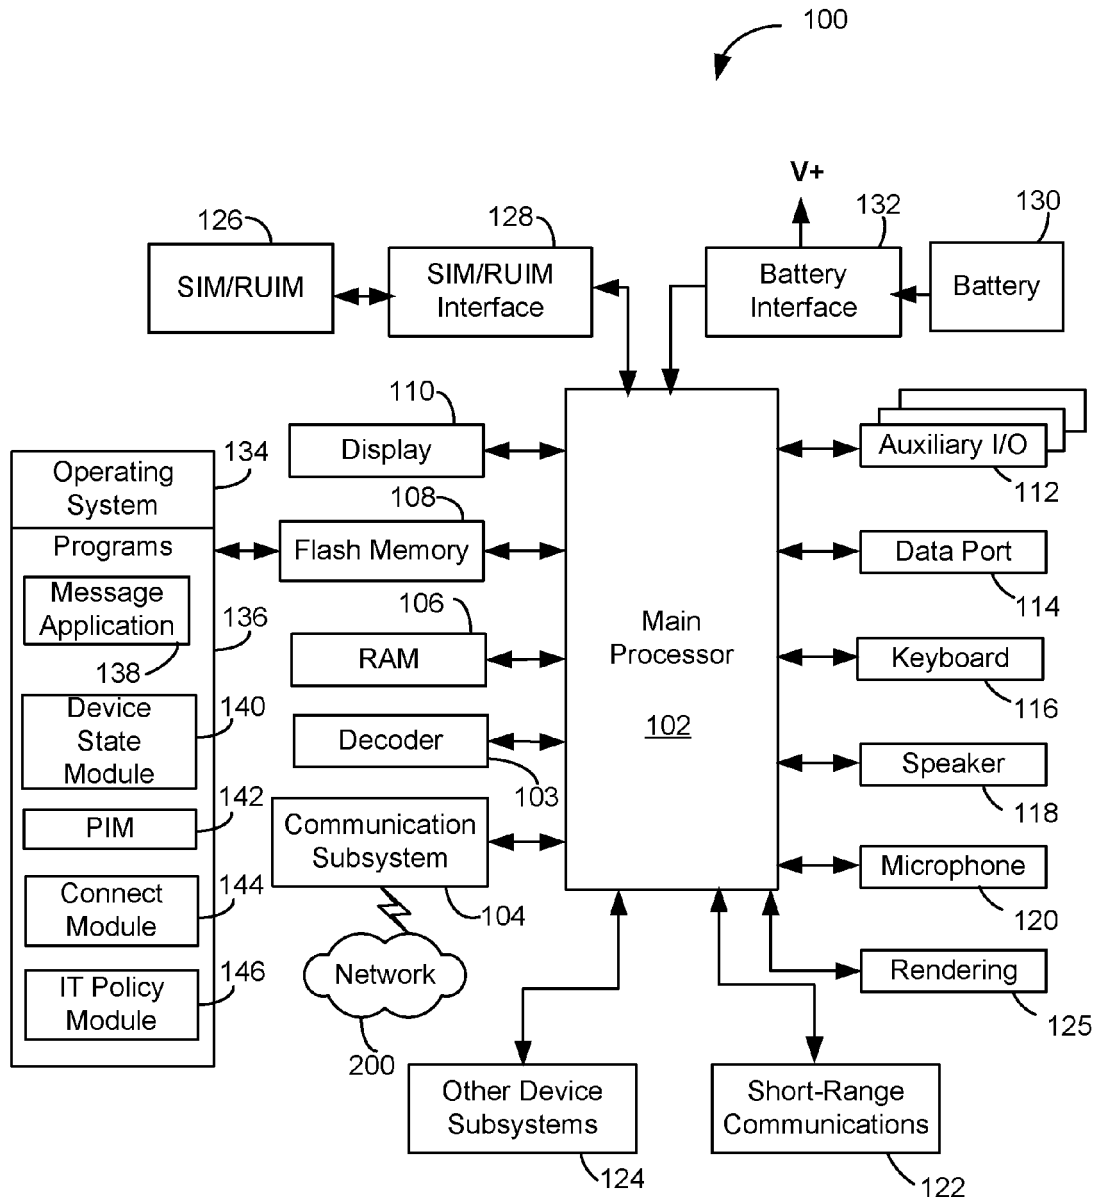 100
V+
126
128
132
130
SIM/RUIM
SIM/RUIM
Interface
Battery
Interface
Battery
110
Display
Auxiliary I/O
112
Operating
System
134
108
Flash Memory
Data Port
114
Programs
Message
Application
138
136
106
RAM
Main
Processor
102
Keyboard
116
Device
State
Module
140
Decoder
103
Speaker
118
PIM
142
Communication
Subsystem
104
Microphone
120
Connect
Module
144
Network
200
Rendering
125
IT Policy
Module
146
Other Device
Subsystems
124
Short-Range
Communications
122